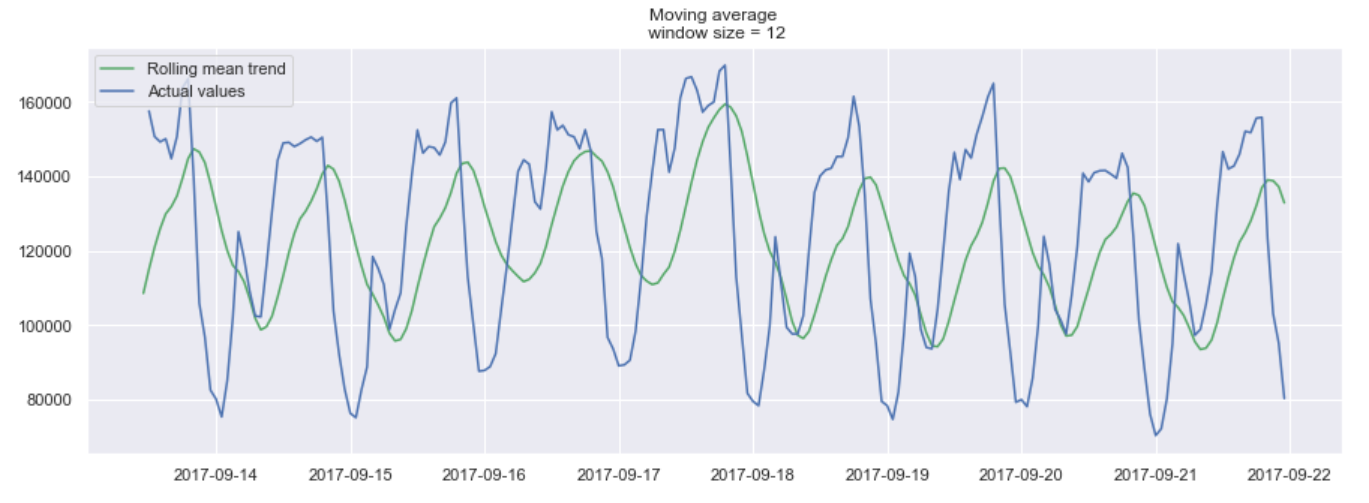 Moving average
window size = 12
Rolling mean trend
Actual values
160000
140000
120000
100000
80000
2017-09-14 2017-09-15 2017-09-16 2017-09-17 2017-09-18 2017-09-19 2017-09-20 2017-09-21 2017-09-22